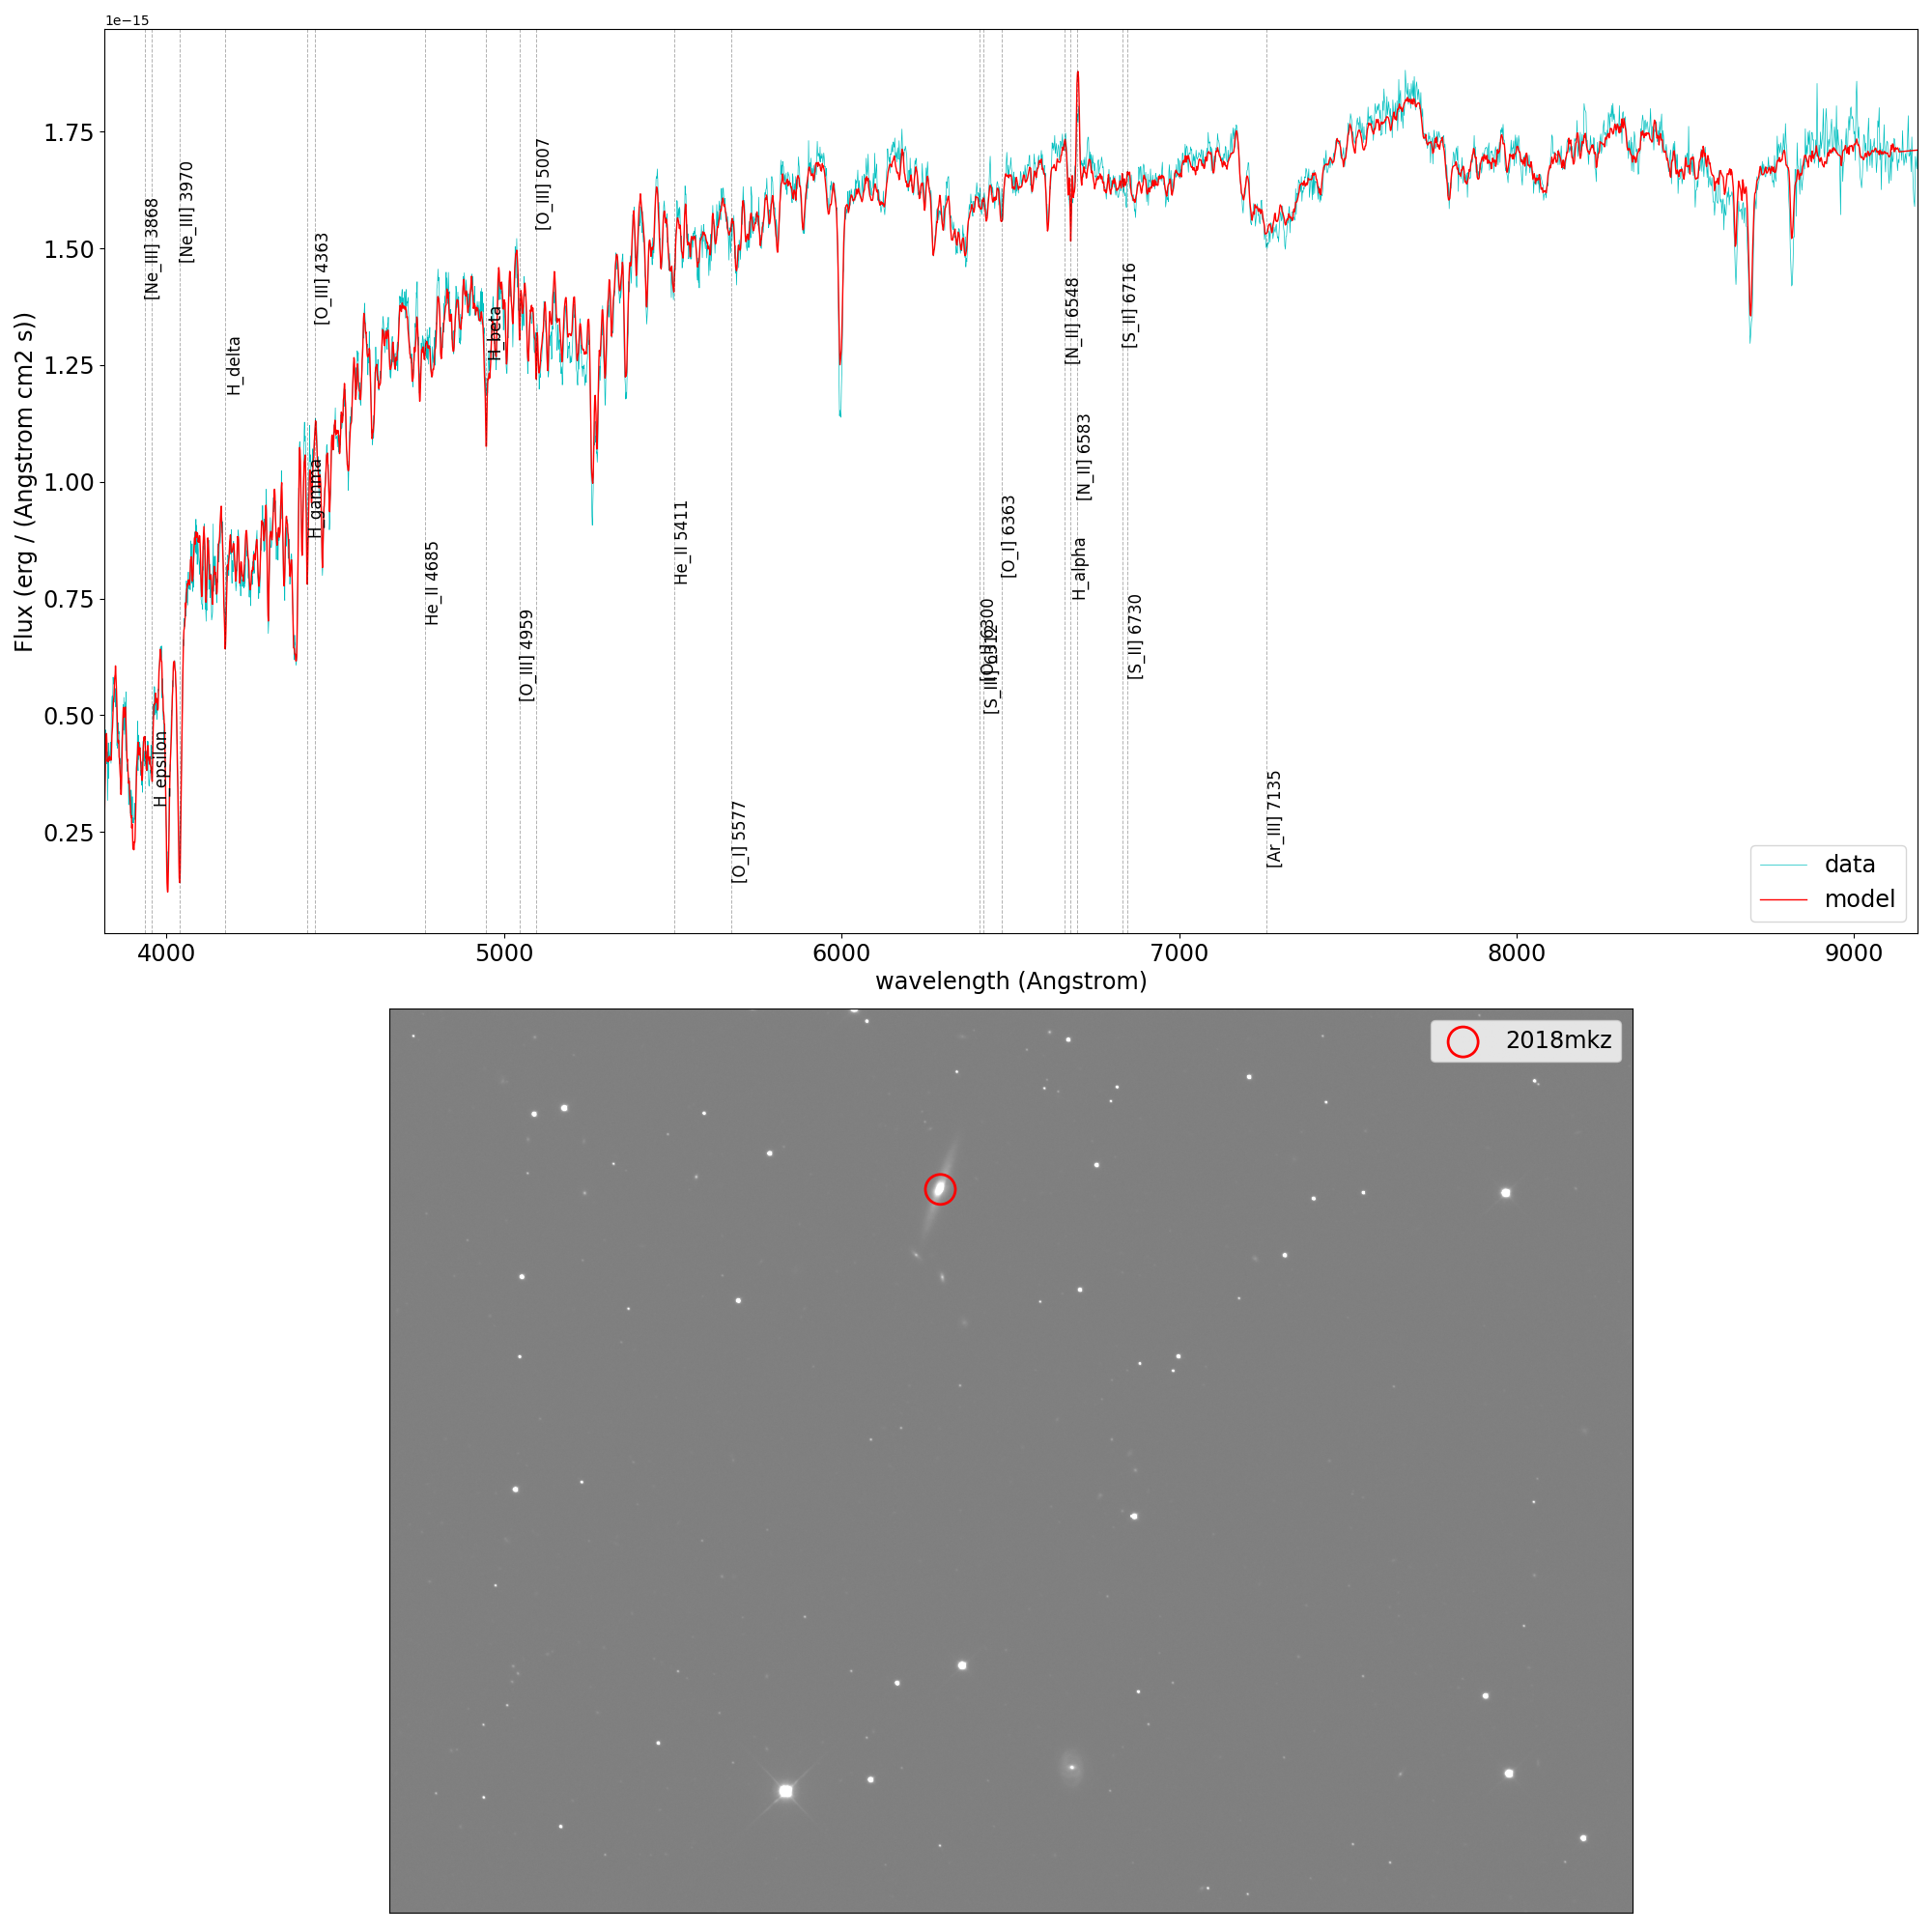 1e−15
Flux (erg / (Angstrom cm2 s))
1.75
1.50
1.25
1.00
0.75
0.50
0.25
[Ne_III] 3868
H_epsilon
[Ne_III] 3970
H_delta
H_gamma
[O_III] 4363
He_II 4685
H_beta
[O_III] 4959
[O_III] 5007
He_II 5411
[O_I] 5577
[O_I] 6300
[S_III] 6312
[O_I] 6363
[N_II] 6548
H_alpha
[N_II] 6583
[S_II] 6716
[S_II] 6730
[Ar_III] 7135
data
model
4000 5000 6000 7000 8000 9000
wavelength (Angstrom)
2018mkz